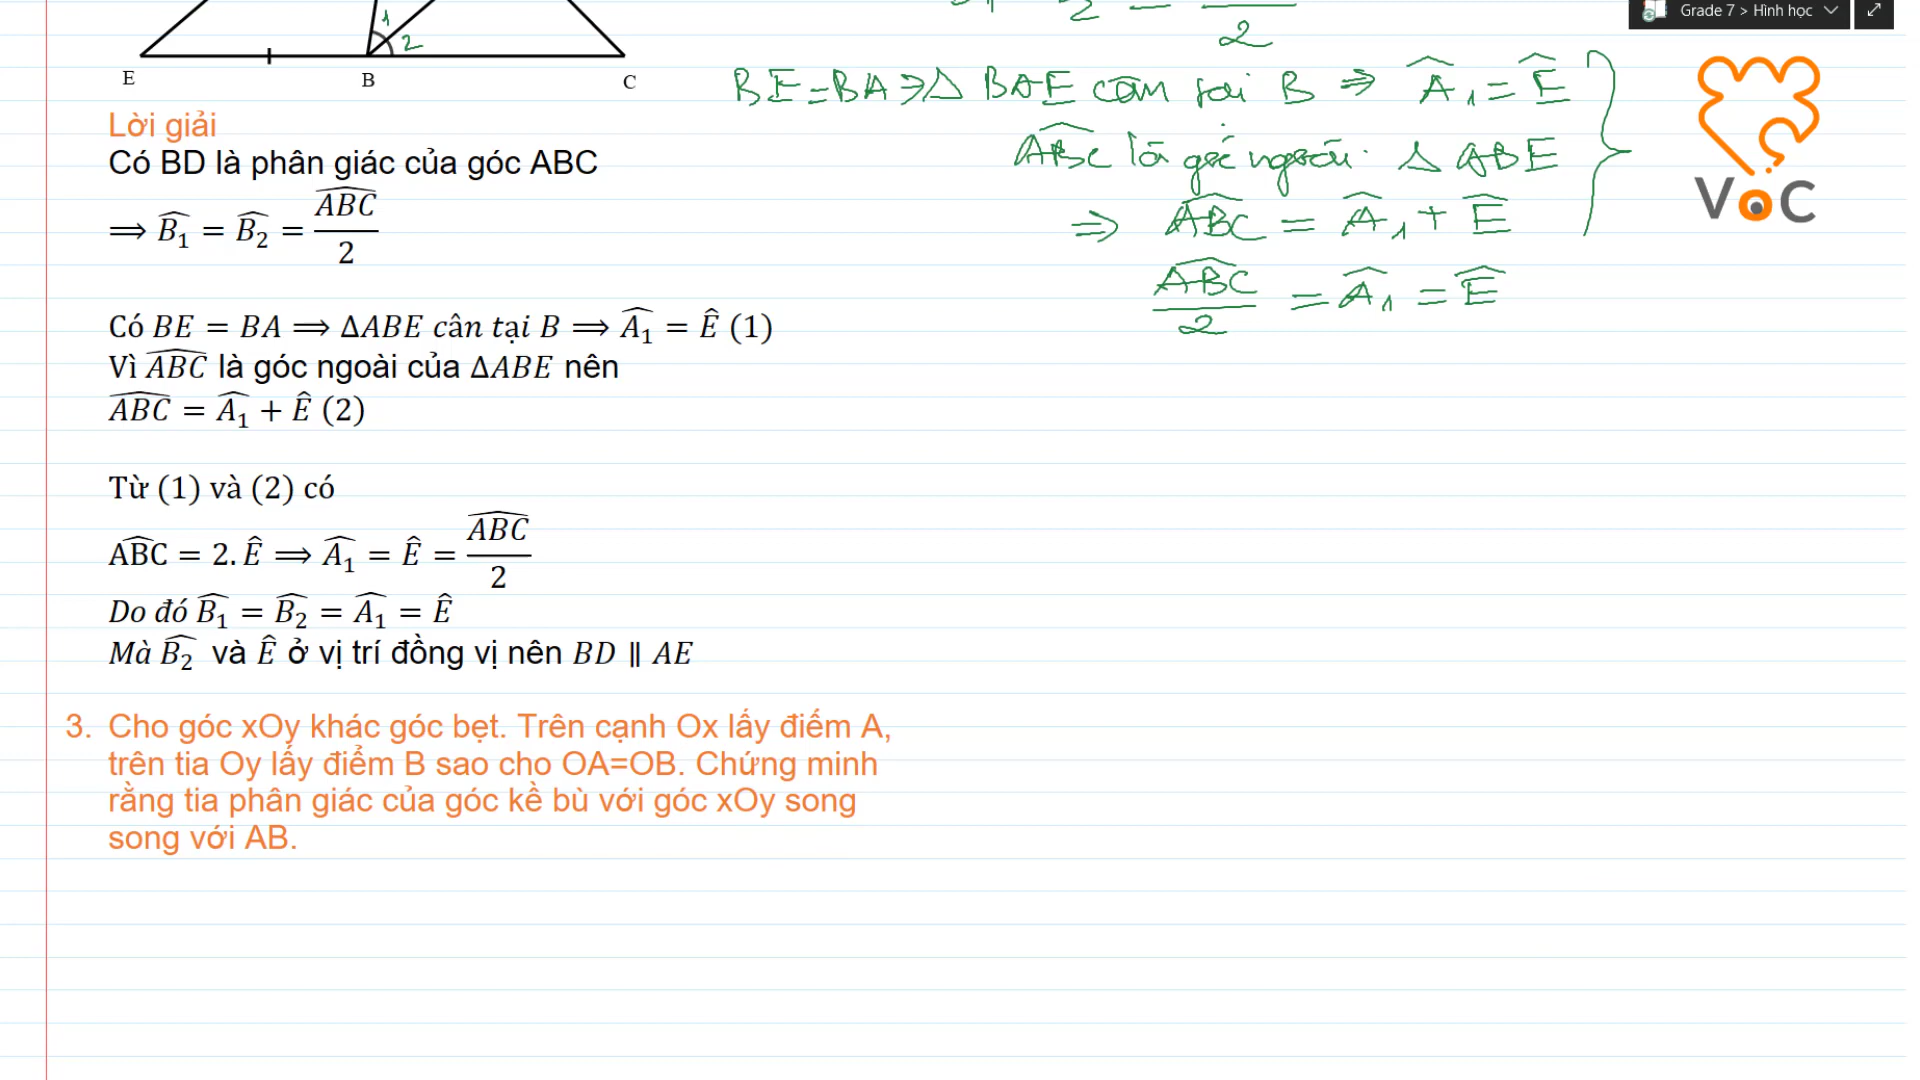 Grade 7 > Hình học
1
2
2
2
E
B
C
BE = BA ⇒ Δ BAE cân tại B ⇒ Â₁ = Ê
ABC là góc ngoài Δ ABE
⇒ ABC = Â₁ + Ê
ABC/2 = Â₁ = Ê
VOC
Lời giải
Có BD là phân giác của góc ABC
⟹ B̂₁ = B̂₂ = ABC/2
Có BE = BA ⟹ ΔABE cân tại B ⟹ Â₁ = Ê (1)
Vì ABC là góc ngoài của ΔABE nên
ABC = Â₁ + Ê (2)
Từ (1) và (2) có
ABC = 2. Ê ⟹ Â₁ = Ê = ABC/2
Do đó B̂₁ = B̂₂ = Â₁ = Ê
Mà B̂₂ và Ê ở vị trí đồng vị nên BD ∥ AE
3. Cho góc xOy khác góc bẹt. Trên cạnh Ox lấy điểm A,
trên tia Oy lấy điểm B sao cho OA=OB. Chứng minh
rằng tia phân giác của góc kề bù với góc xOy song
song với AB.